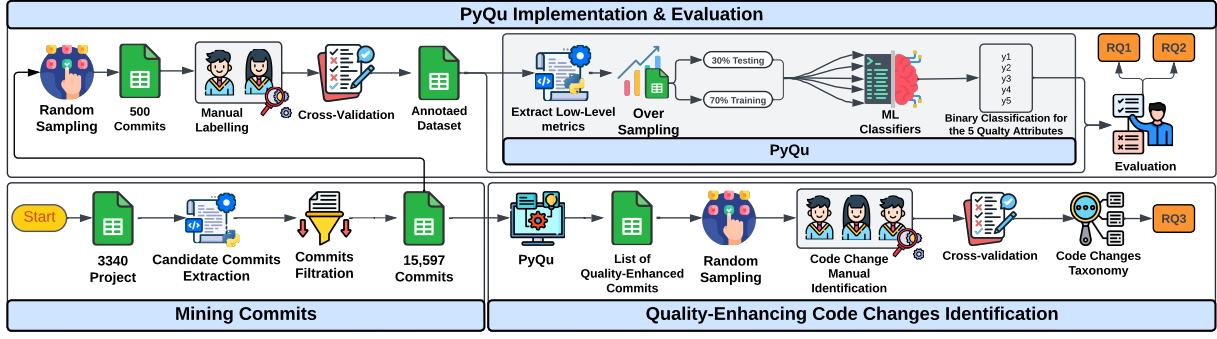 PyQu Implementation & Evaluation
Random
Sampling
500
Commits
Manual
Labelling
Cross-Validation
Annotaed
Dataset
Extract Low-Level
metrics
Over
Sampling
30% Testing
70% Training
ML
Classifiers
y1
y2
y3
y4
y5
Binary Classification for
the 5 Qualty Attributes
PyQu
RQ1
RQ2
Evaluation
Start
3340
Project
Candidate Commits
Extraction
Commits
Filtration
15,597
Commits
Mining Commits
PyQu
List of
Quality-Enhanced
Commits
Random
Sampling
Code Change
Manual
Identification
Cross-validation
Code Changes
Taxonomy
RQ3
Quality-Enhancing Code Changes Identification